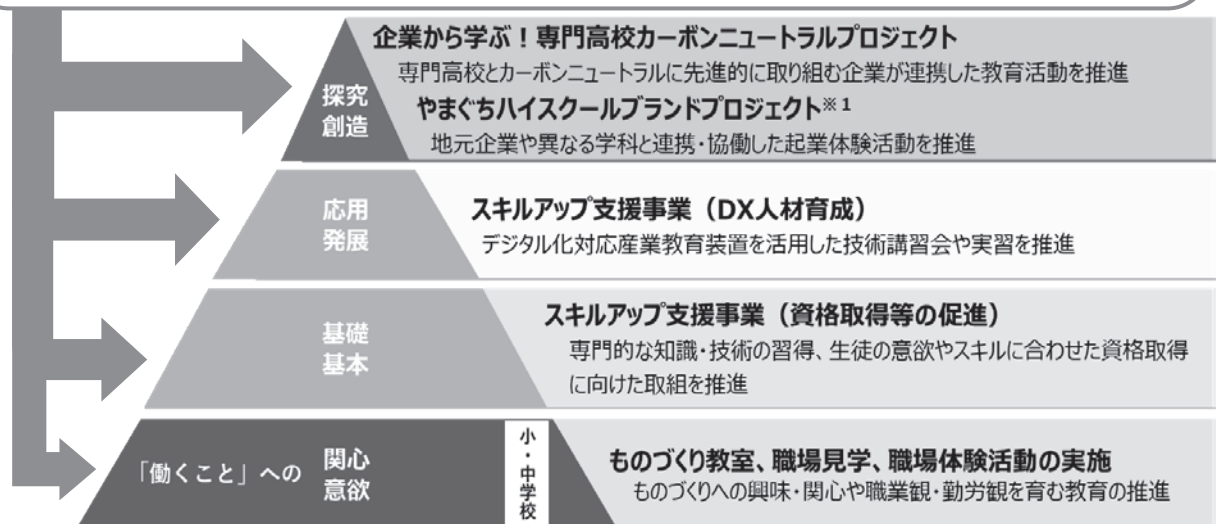 企業から学ぶ！専門高校カーボンニュートラルプロジェクト
専門高校とカーボンニュートラルに先進的に取り組む企業が連携した教育活動を推進
探究
創造
やまぐちハイスクールブランドプロジェクト※1
地元企業や異なる学科と連携・協働した起業体験活動を推進
応用
発展
スキルアップ支援事業（DX人材育成）
デジタル化対応産業教育装置を活用した技術講習会や実習を推進
基礎
基本
スキルアップ支援事業（資格取得等の促進）
専門的な知識・技術の習得、生徒の意欲やスキルに合わせた資格取得
に向けた取組を推進
「働くこと」への
関心
意欲
小・中学校
ものづくり教室、職場見学、職場体験活動の実施
ものづくりへの興味・関心や職業観・勤労観を育む教育の推進